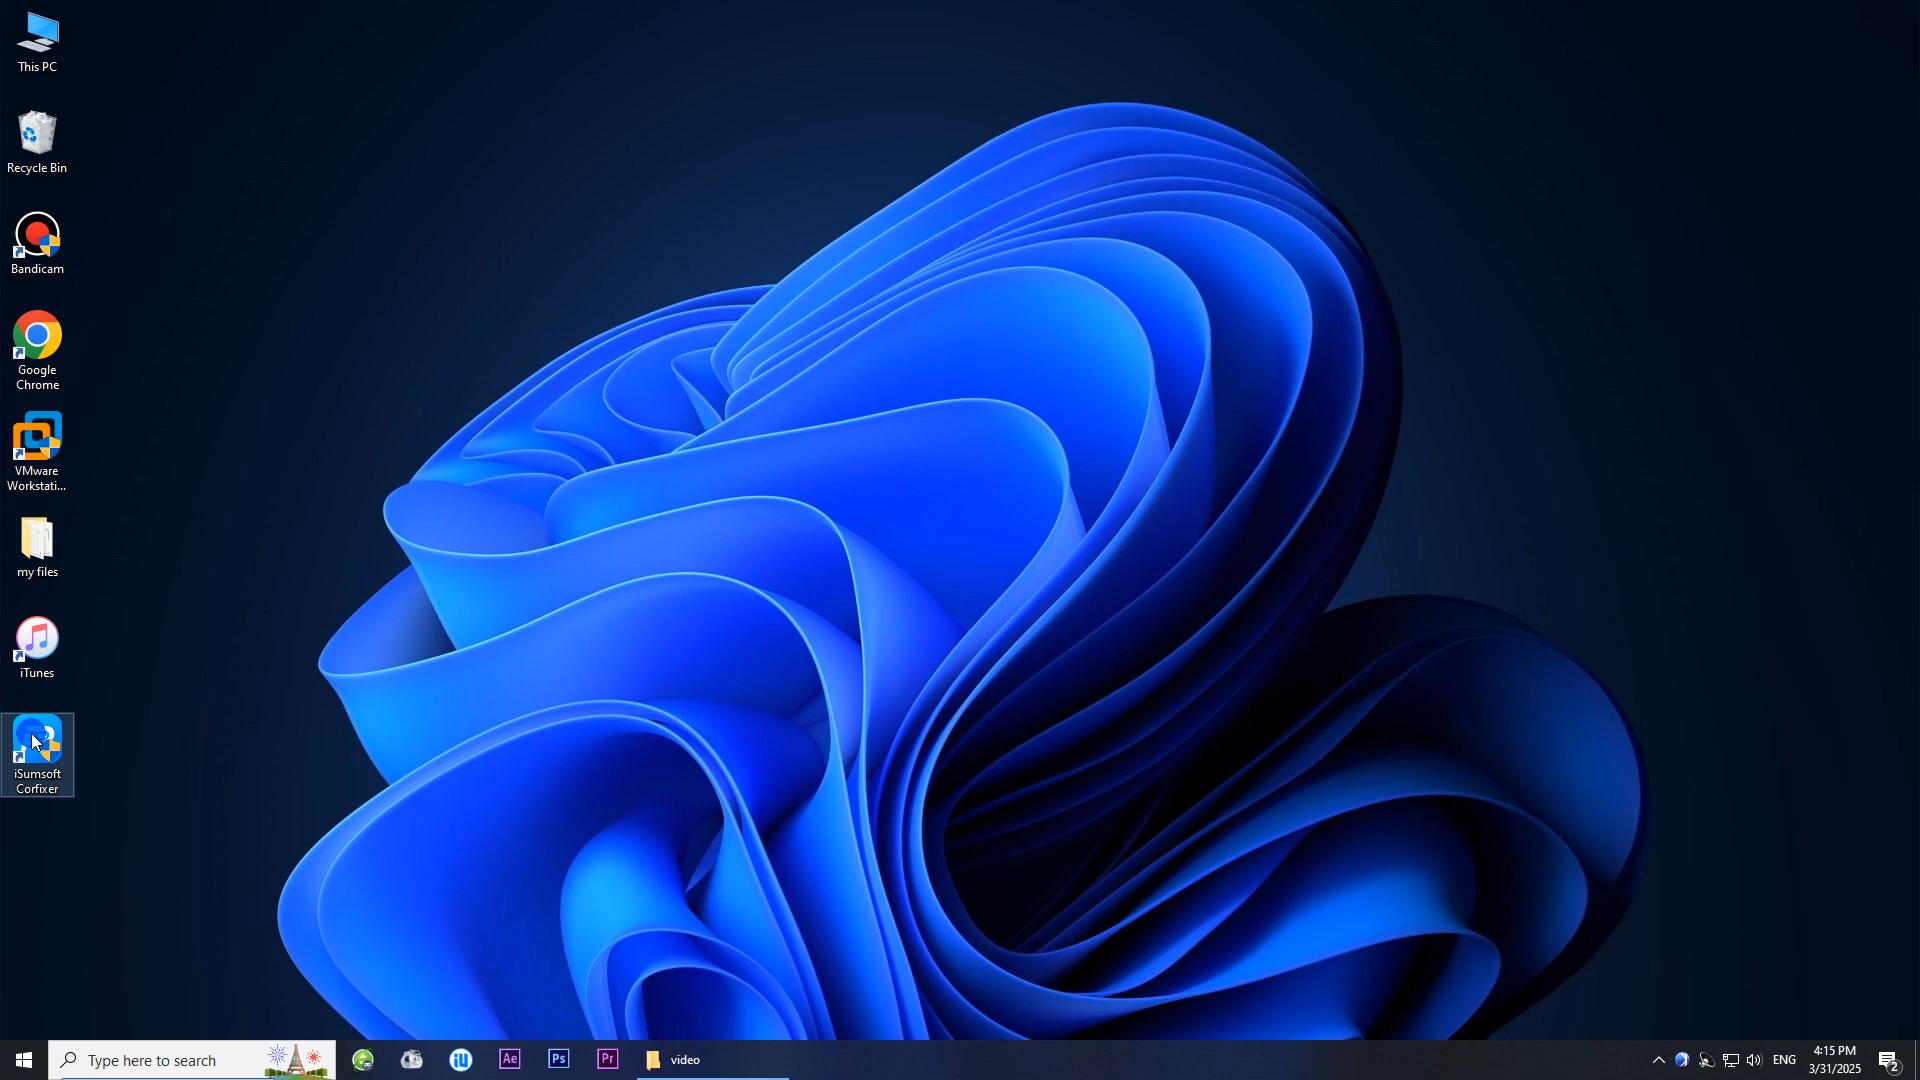 This PC
Recycle Bin
Bandicam
Google
Chrome
VMware
Workstati...
my files
iTunes
iSumsoft
Corfixer
Type here to search
iU
Ae
Ps
Pr
video
ENG
4:15 PM
3/31/2025
2